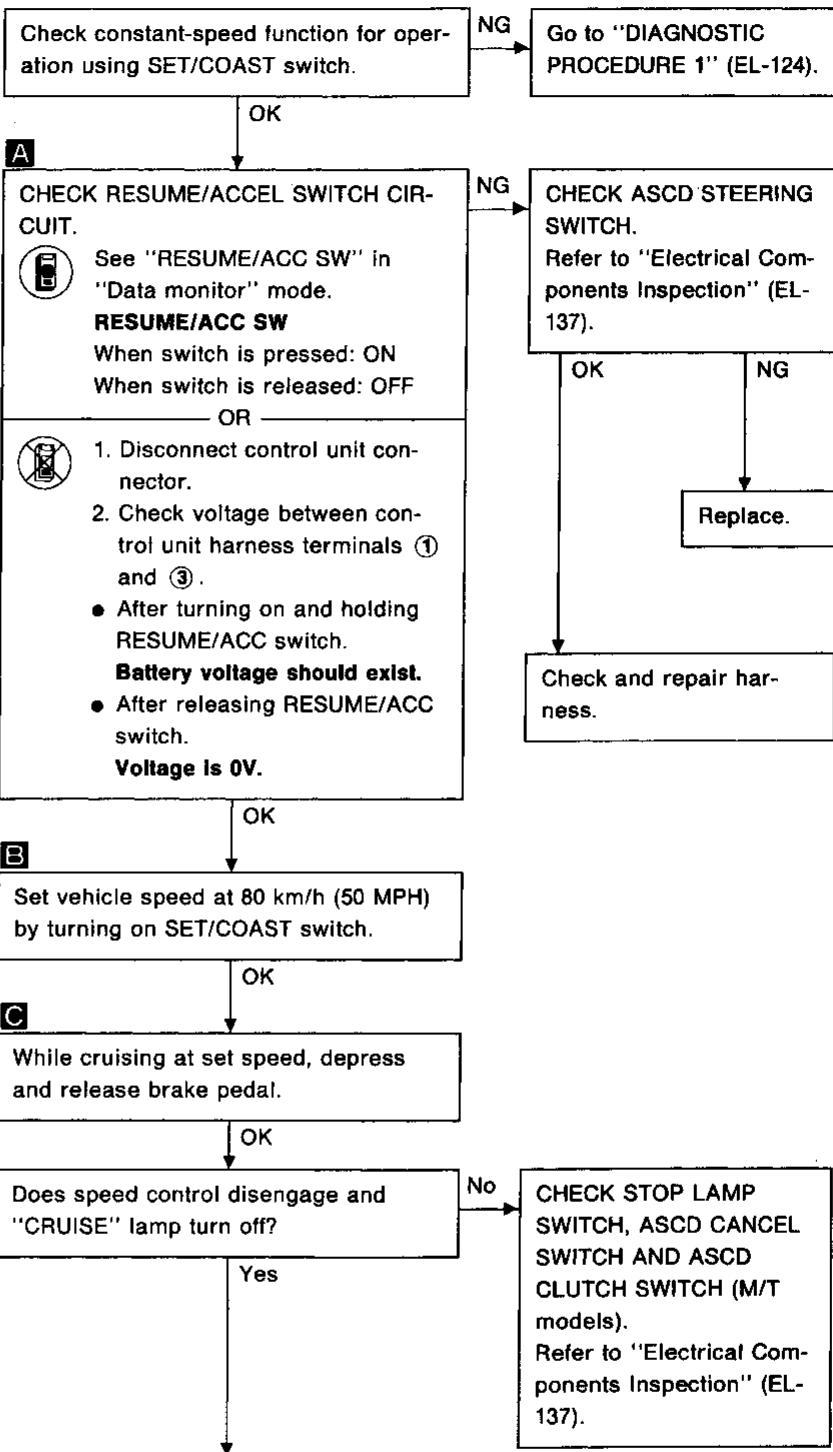 Check constant-speed function for oper-
ation using SET/COAST switch.
NG
Go to "DIAGNOSTIC
PROCEDURE 1" (EL-124).
OK
A
CHECK RESUME/ACCEL SWITCH CIR-
CUIT.
See "RESUME/ACC SW" in
"Data monitor" mode.
RESUME/ACC SW
When switch is pressed: ON
When switch is released: OFF
OR
1. Disconnect control unit con-
nector.
2. Check voltage between con-
trol unit harness terminals ①
and ③.
● After turning on and holding
RESUME/ACC switch.
Battery voltage should exist.
● After releasing RESUME/ACC
switch.
Voltage is 0V.
NG
CHECK ASCD STEERING
SWITCH.
Refer to "Electrical Com-
ponents Inspection" (EL-
137).
OK
NG
Replace.
Check and repair har-
ness.
OK
B
Set vehicle speed at 80 km/h (50 MPH)
by turning on SET/COAST switch.
OK
C
While cruising at set speed, depress
and release brake pedal.
OK
Does speed control disengage and
"CRUISE" lamp turn off?
No
CHECK STOP LAMP
SWITCH, ASCD CANCEL
SWITCH AND ASCD
CLUTCH SWITCH (M/T
models).
Refer to "Electrical Com-
ponents Inspection" (EL-
137).
Yes